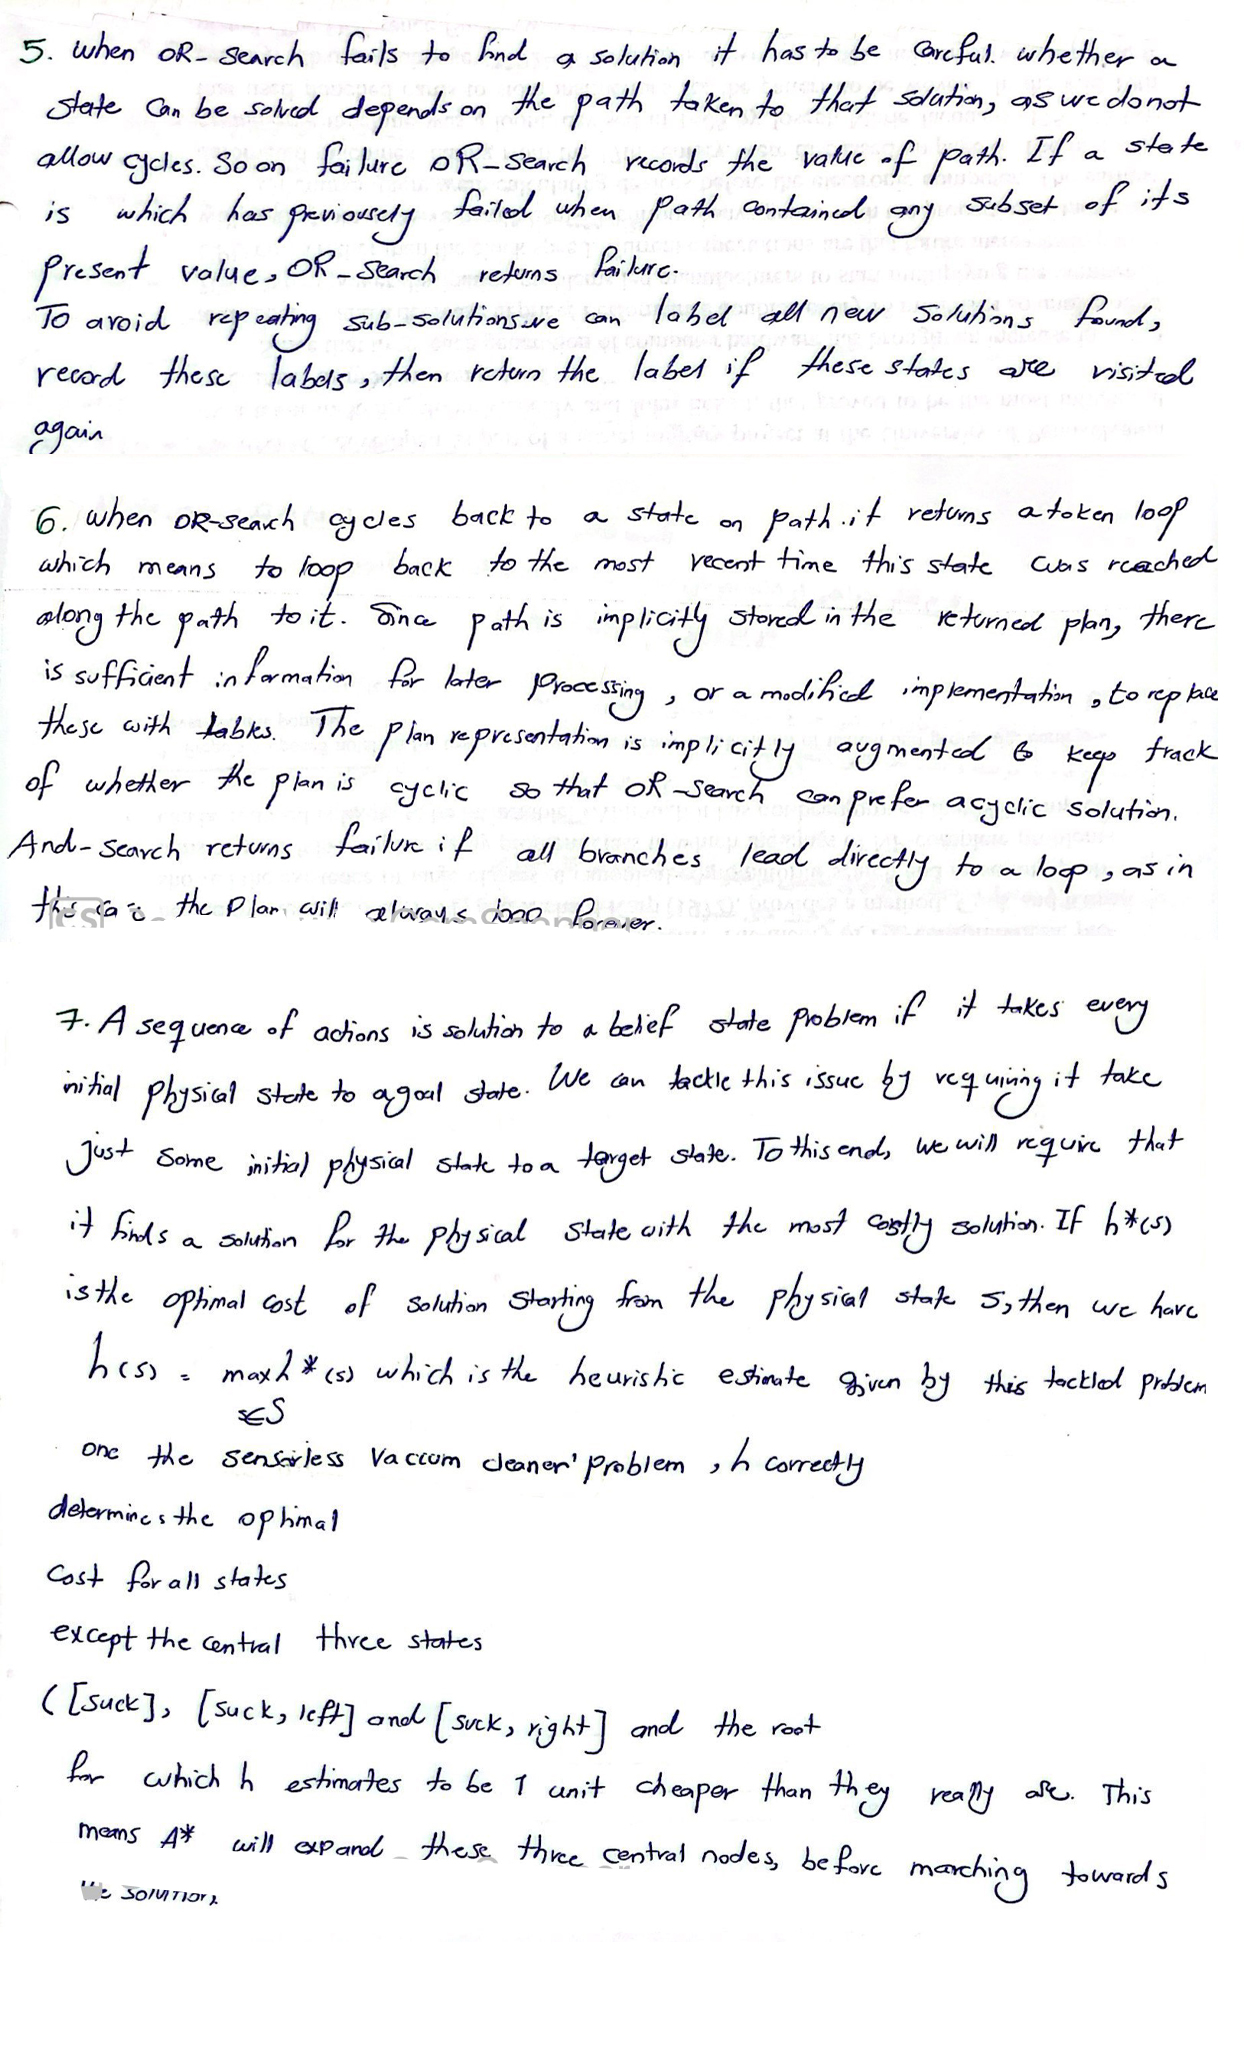 5. when OR-search fails to find a solution it has to be careful. whether a
state can be solved depends on the path taken to that solution, as we do not
allow cycles. So on failure OR-search records the value of path. If a state
is which has previousely failed when path contained any subset of its
present value, OR-search returns failure.
To avoid repeating sub-solutions we can label all new solutions found,
record these labels, then return the label if these states are visited
again
6. when OR-search cycles back to a state on path. it returns a token loop
which means to loop back to the most recent time this state was reached
along the path to it. Since path is implicity stored in the returned plan, there
is sufficient information for later processing, or a modified implementation, to replace
these with lables. The plan representation is implicitly augmented to keep track
of whether the plan is cyclic so that OR-search can prefer acyclic solution.
And-search returns failure if all branches lead directly to a loop, as in
this case the plan will always loop forever.
7. A sequence of actions is solution to a belief state problem if it takes every
initial physical state to a goal state. We can tackle this issue by requiring it take
just some initial physical state to a target state. To this end, we will require that
it finds a solution for the physical state with the most costly solution. If h*(s)
is the optimal cost of solution starting from the physical state s, then we have
h(s) = max h*(s) which is the heuristic estimate given by this tackled problem
s∈S
one the sensorless vaccum cleaner' problem, h correctly
determines the optimal
cost for all states
except the central three states
([suck], [suck, left] and [suck, right] and the root
for which h estimates to be 1 unit cheaper than they really are. This
means A* will expand these three central nodes, before marching towards
the solution.